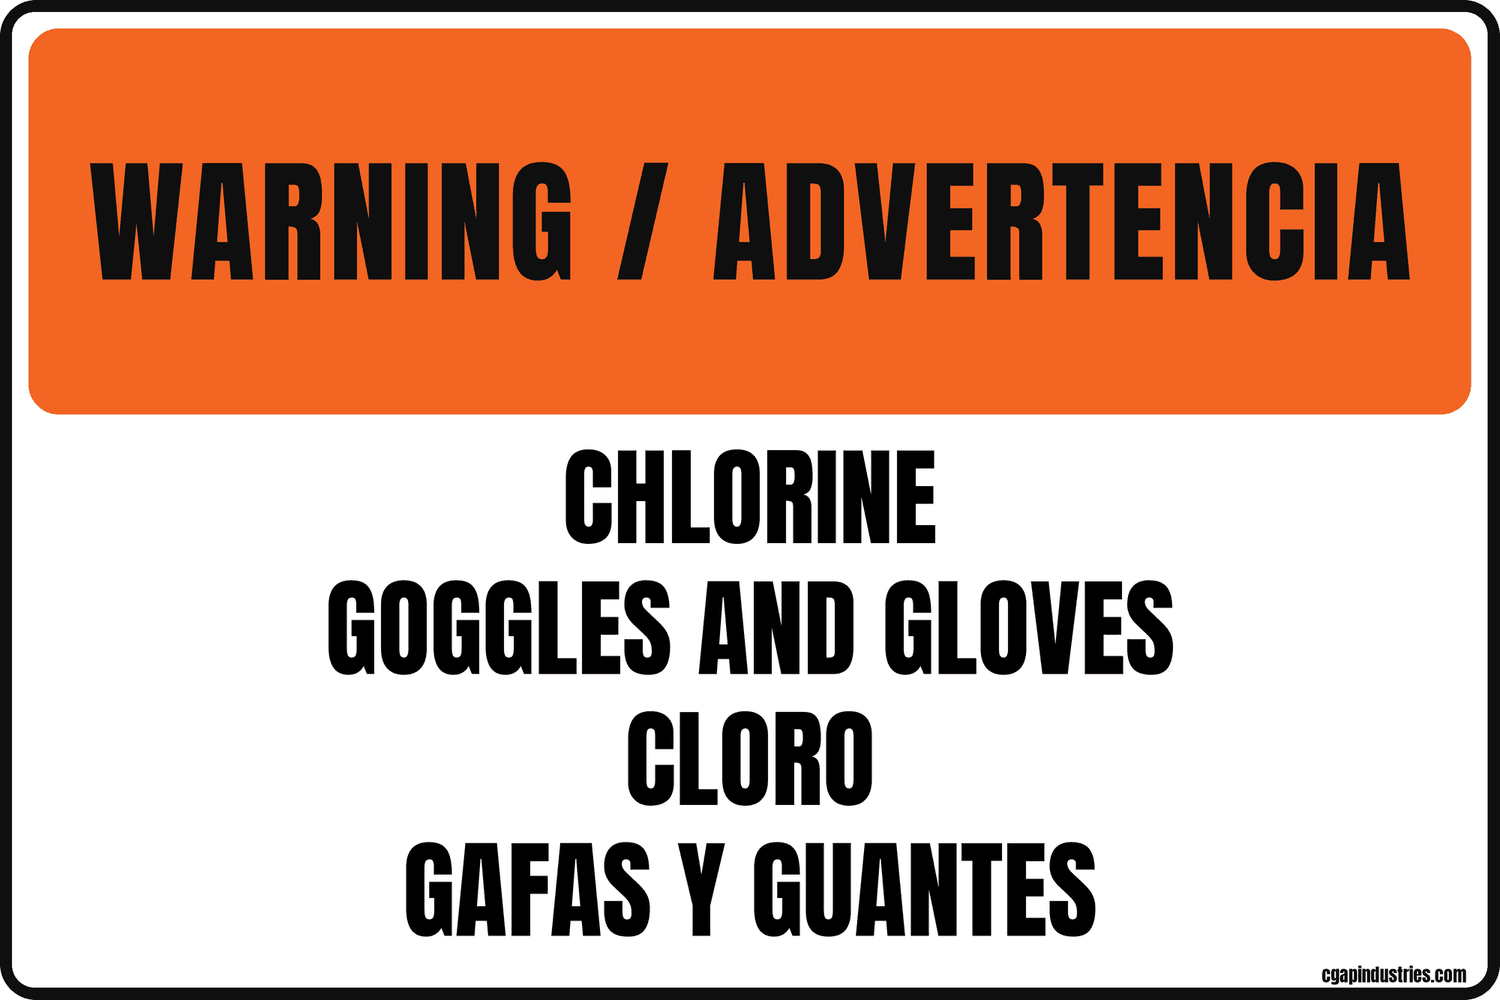 WARNING / ADVERTENCIA
CHLORINE
GOGGLES AND GLOVES
CLORO
GAFAS Y GUANTES
cgapindustries.com